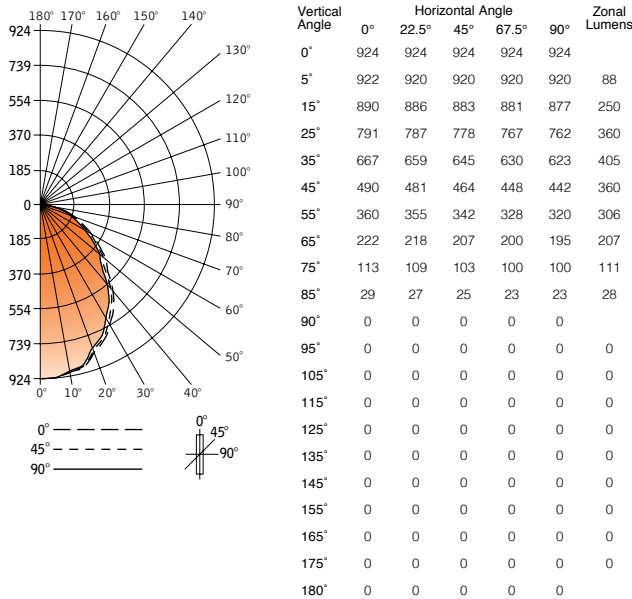 180° 170° 160° 150° 140°
924
739
554
370
185
0
185
370
554
739
924
130°
120°
110°
100°
90°
80°
70°
60°
50°
0° 10° 20° 30° 40°
0°
45°
90°
0°
45°
90°
Vertical Angle Horizontal Angle Zonal Lumens
0° 22.5° 45° 67.5° 90°
0° 924 924 924 924 924
5° 922 920 920 920 920 88
15° 890 886 883 881 877 250
25° 791 787 778 767 762 360
35° 667 659 645 630 623 405
45° 490 481 464 448 442 360
55° 360 355 342 328 320 306
65° 222 218 207 200 195 207
75° 113 109 103 100 100 111
85° 29 27 25 23 23 28
90° 0 0 0 0 0
95° 0 0 0 0 0 0
105° 0 0 0 0 0 0
115° 0 0 0 0 0 0
125° 0 0 0 0 0 0
135° 0 0 0 0 0 0
145° 0 0 0 0 0 0
155° 0 0 0 0 0 0
165° 0 0 0 0 0 0
175° 0 0 0 0 0 0
180° 0 0 0 0 0